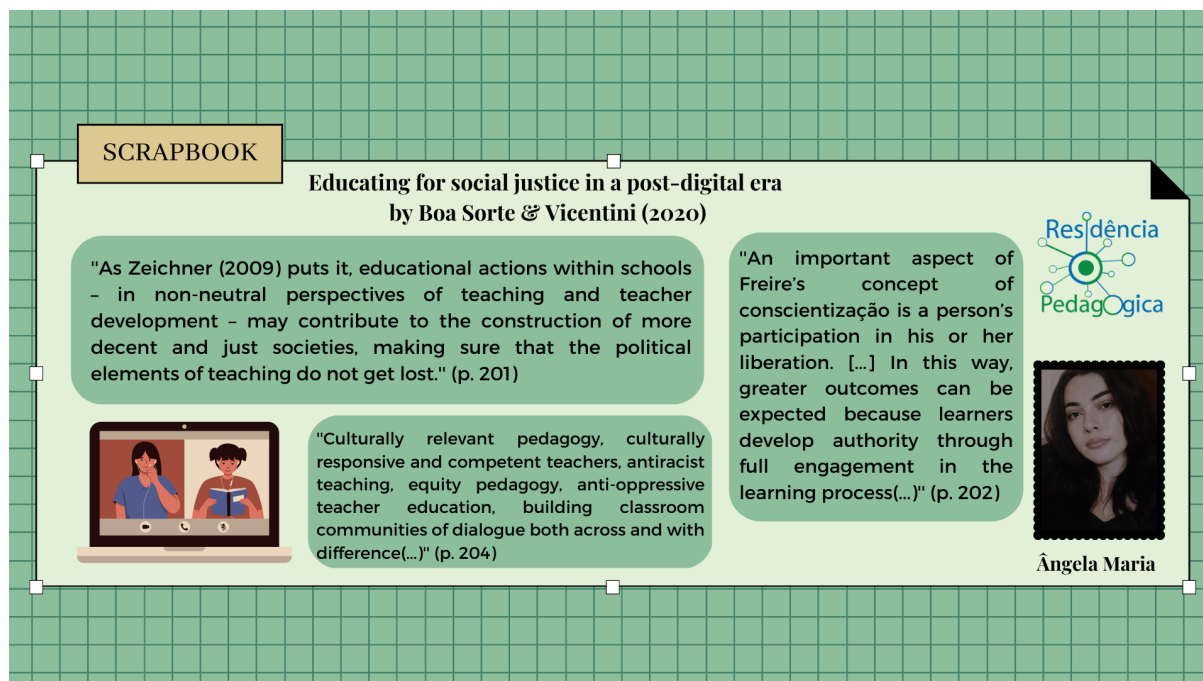 SCRAPBOOK
Educating for social justice in a post-digital era
by Boa Sorte & Vicentini (2020)
"As Zeichner (2009) puts it, educational actions within schools
– in non-neutral perspectives of teaching and teacher
development – may contribute to the construction of more
decent and just societies, making sure that the political
elements of teaching do not get lost." (p. 201)
"Culturally relevant pedagogy, culturally
responsive and competent teachers, antiracist
teaching, equity pedagogy, anti-oppressive
teacher education, building classroom
communities of dialogue both across and with
difference(...)" (p. 204)
"An important aspect of
Freire's concept of
conscientização is a person's
participation in his or her
liberation. [...] In this way,
greater outcomes can be
expected because learners
develop authority through
full engagement in the
learning process(...)" (p. 202)
Residência
Pedagogica
Ângela Maria